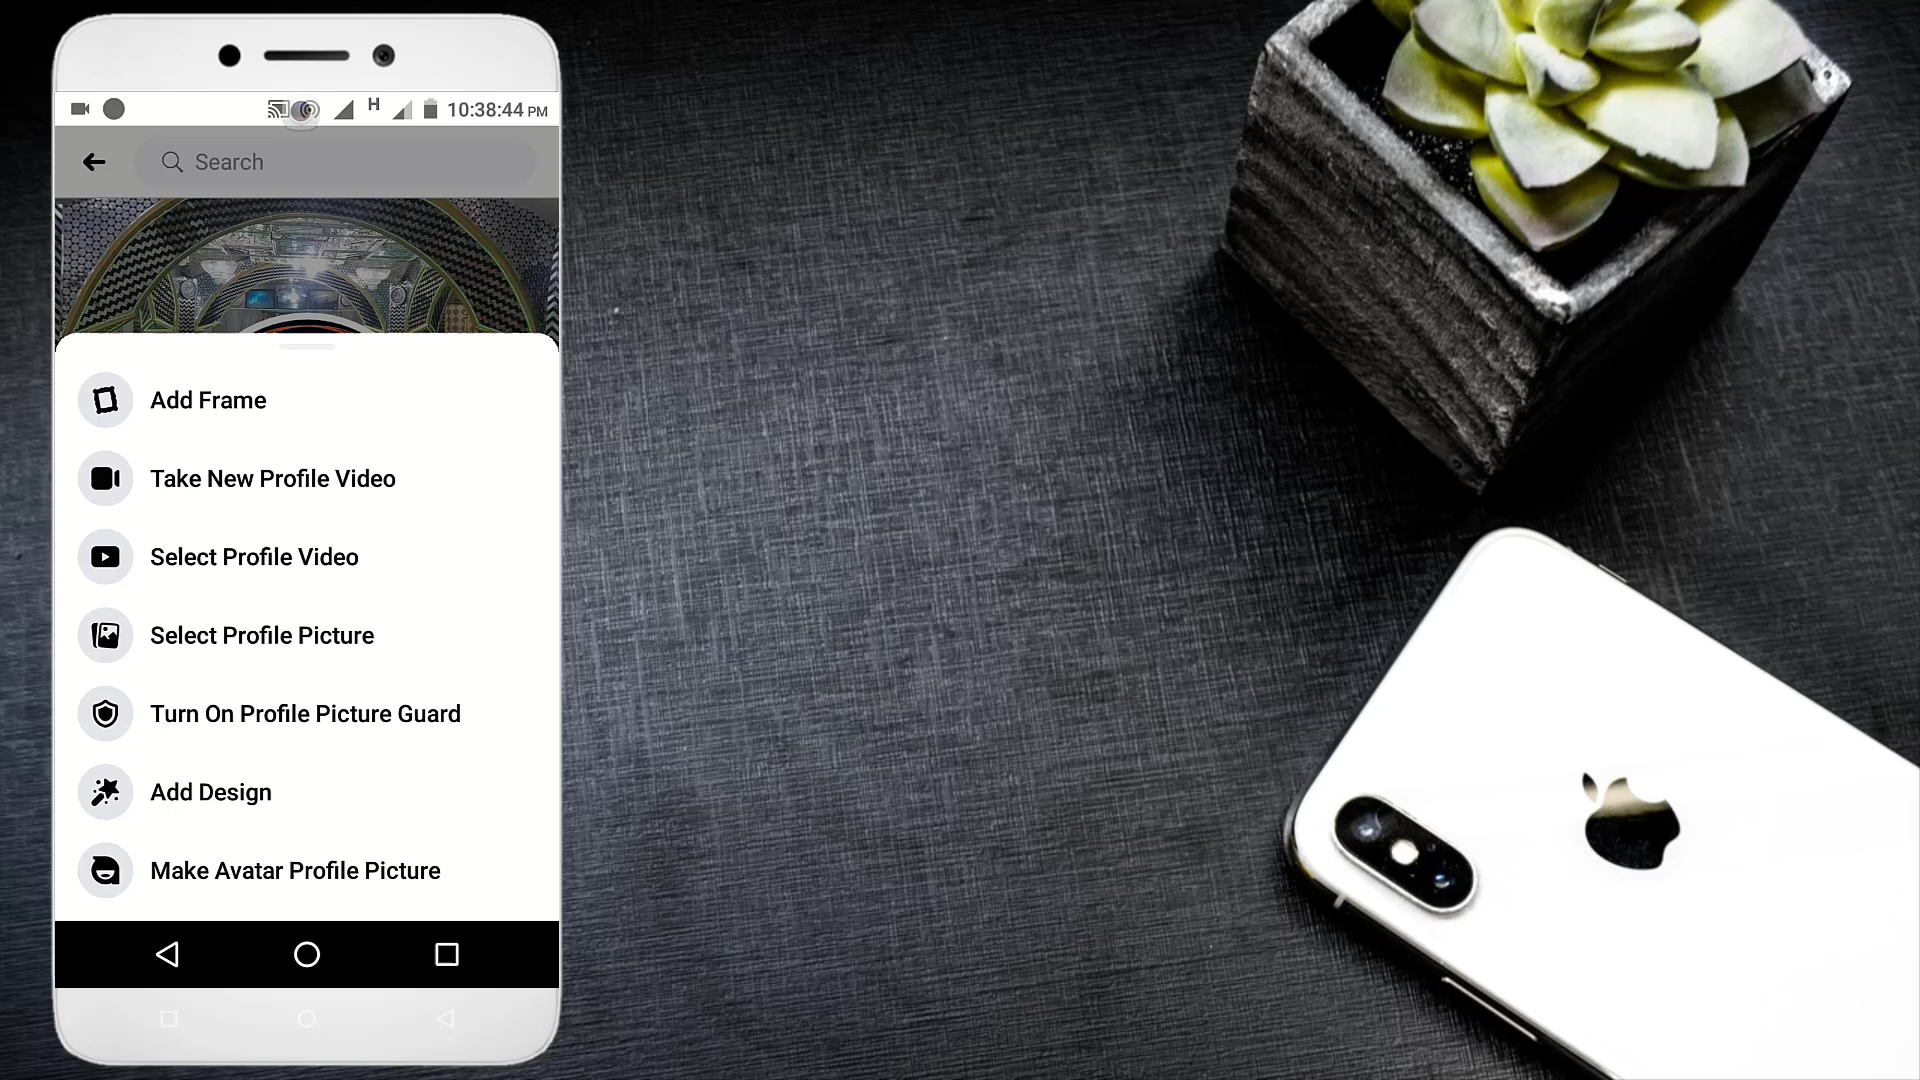 H
10:38:44 PM
Search
Add Frame
Take New Profile Video
Select Profile Video
Select Profile Picture
Turn On Profile Picture Guard
Add Design
Make Avatar Profile Picture